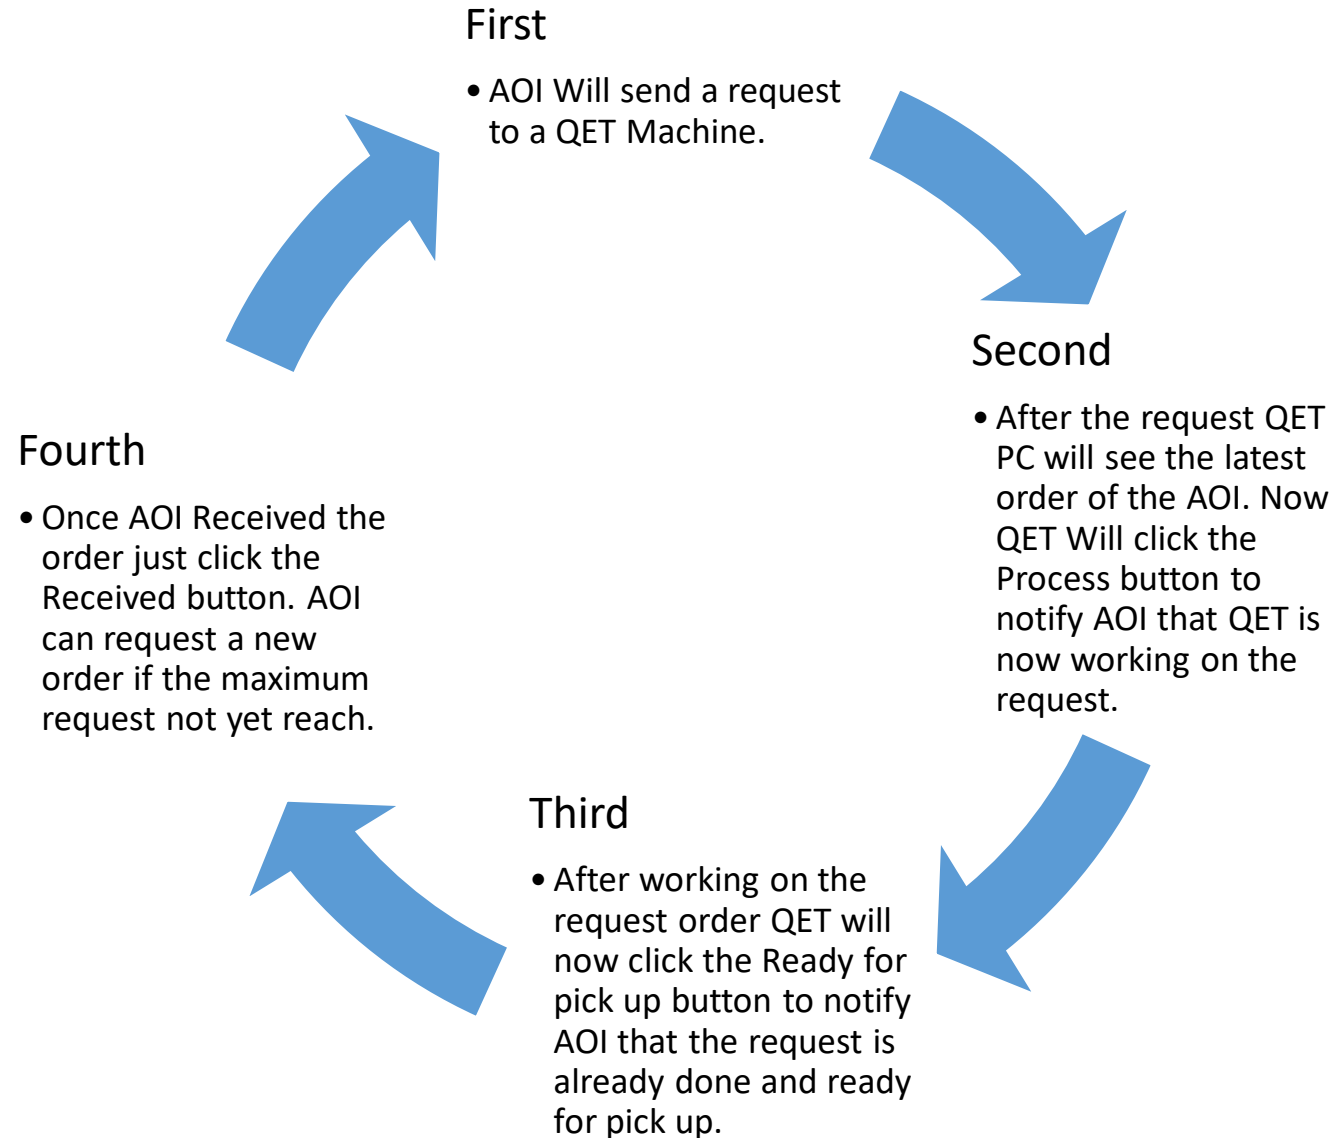 First
• AOI Will send a request
to a QET Machine.
Second
• After the request QET
PC will see the latest
order of the AOI. Now
QET Will click the
Process button to
notify AOI that QET is
now working on the
request.
Third
• After working on the
request order QET will
now click the Ready for
pick up button to notify
AOI that the request is
already done and ready
for pick up.
Fourth
• Once AOI Received the
order just click the
Received button. AOI
can request a new
order if the maximum
request not yet reach.